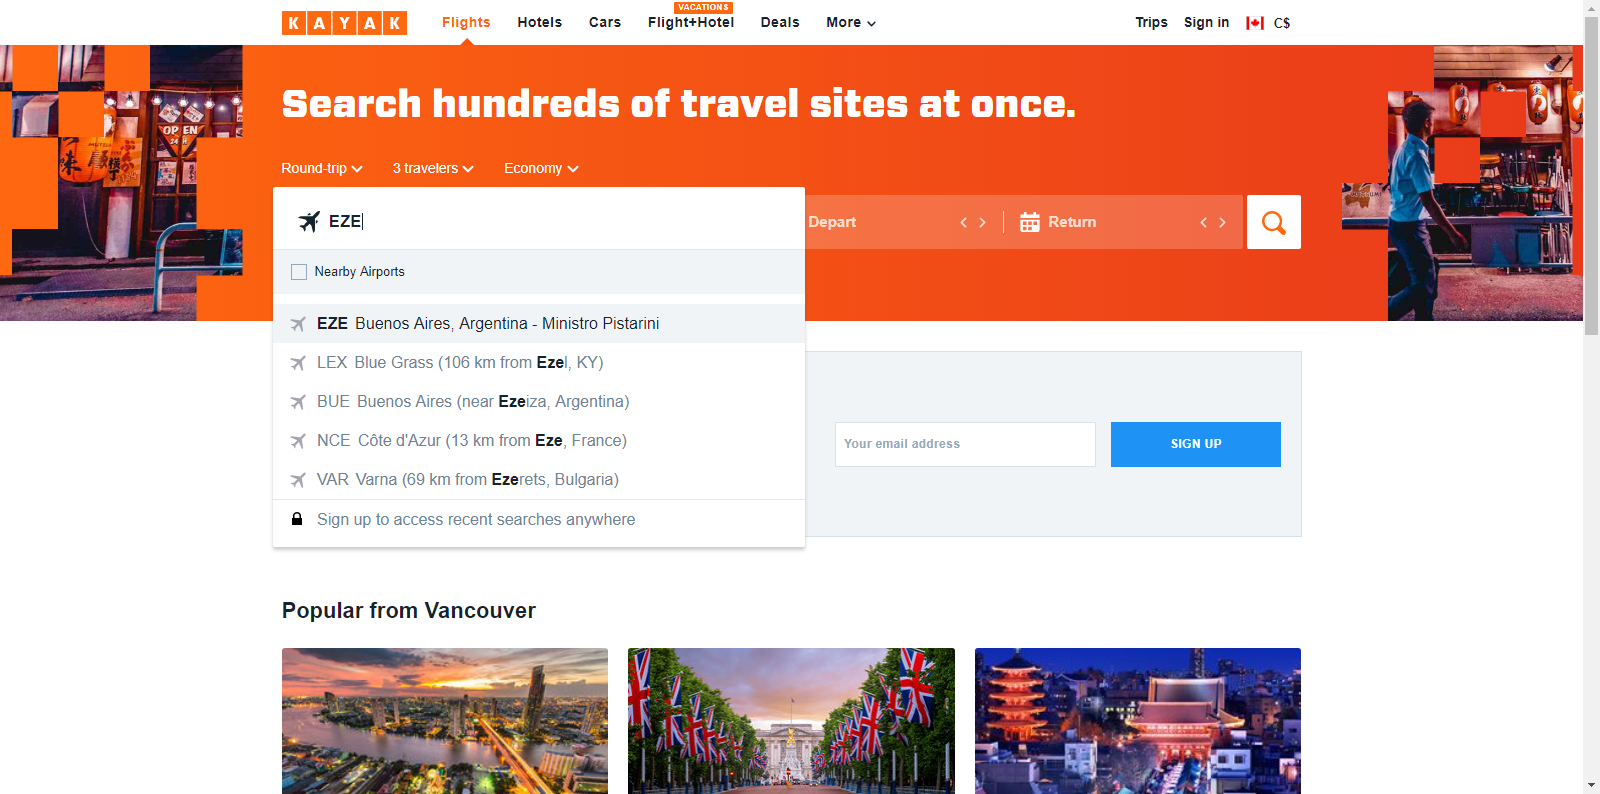 KAYAK
Flights
Hotels
Cars
VACATIONS
Flight+Hotel
Deals
More
Trips
Sign in
C$
Search hundreds of travel sites at once.
Round-trip
3 travelers
Economy
EZE
Depart
Return
Nearby Airports
EZE Buenos Aires, Argentina - Ministro Pistarini
LEX Blue Grass (106 km from Ezel, KY)
BUE Buenos Aires (near Ezeiza, Argentina)
NCE Côte d'Azur (13 km from Eze, France)
VAR Varna (69 km from Ezerets, Bulgaria)
Sign up to access recent searches anywhere
Your email address
SIGN UP
Popular from Vancouver
OPEN